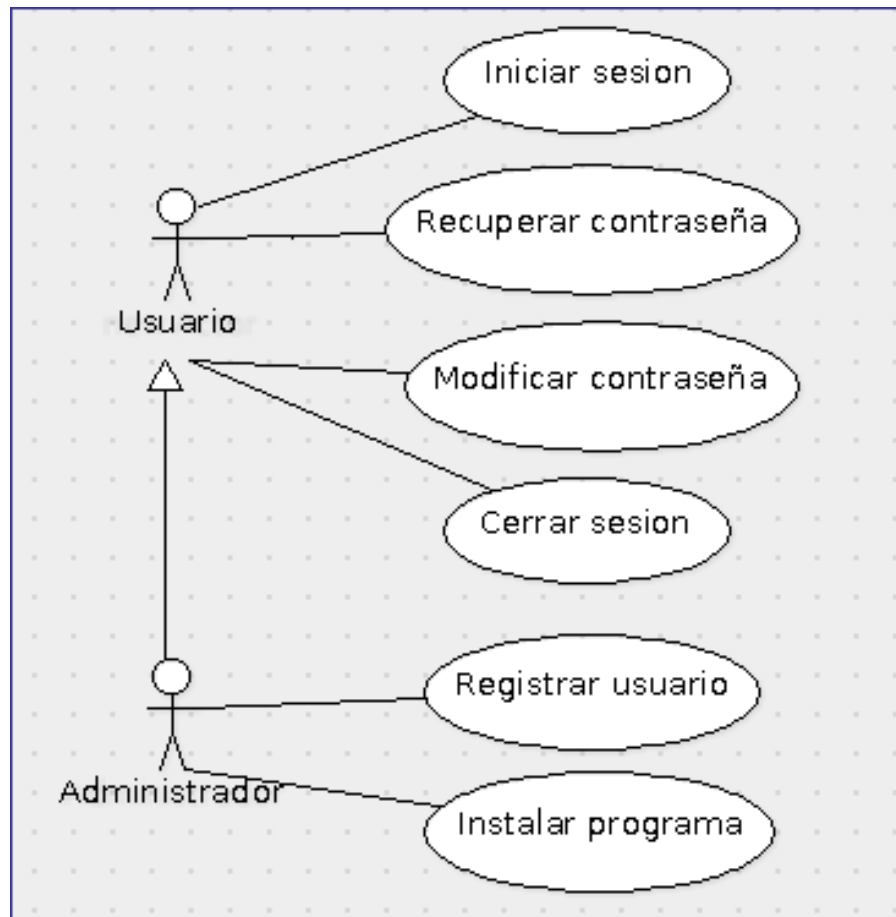 Iniciar sesion
Recuperar contraseña
Usuario
Modificar contraseña
Cerrar sesion
Registrar usuario
Administrador
Instalar programa